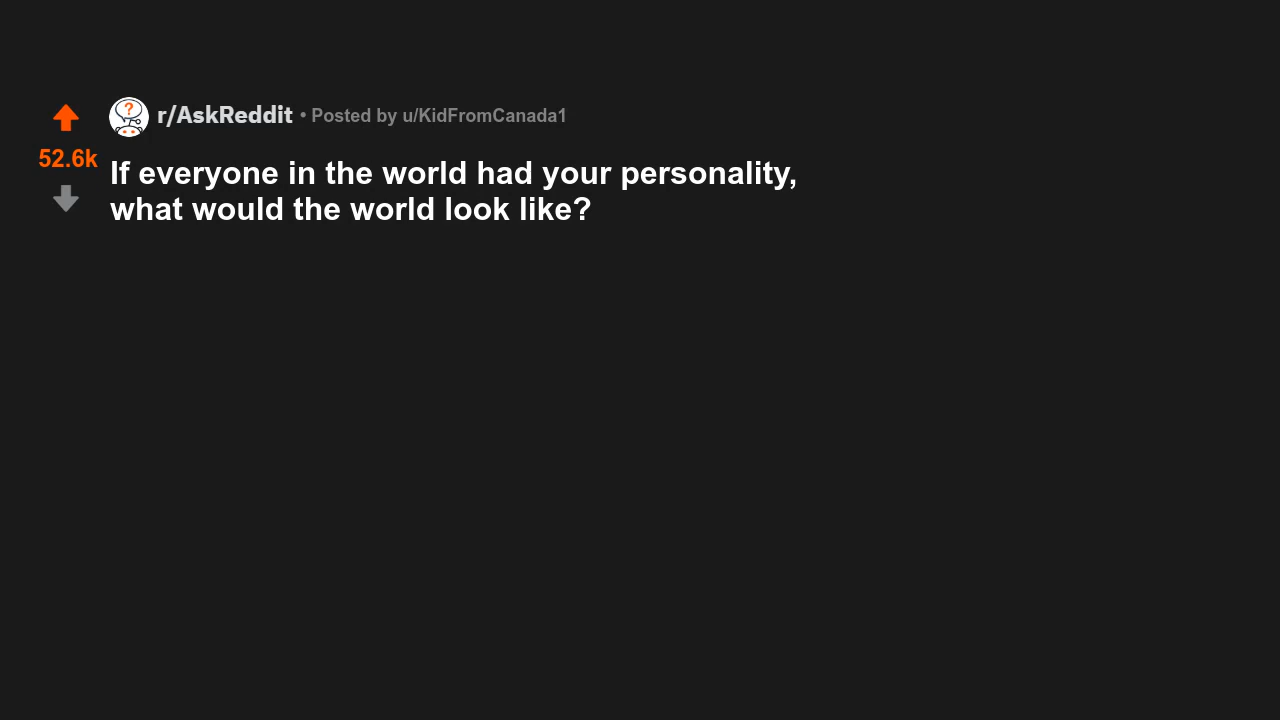 r/AskReddit • Posted by u/KidFromCanada1
52.6k
If everyone in the world had your personality,
what would the world look like?